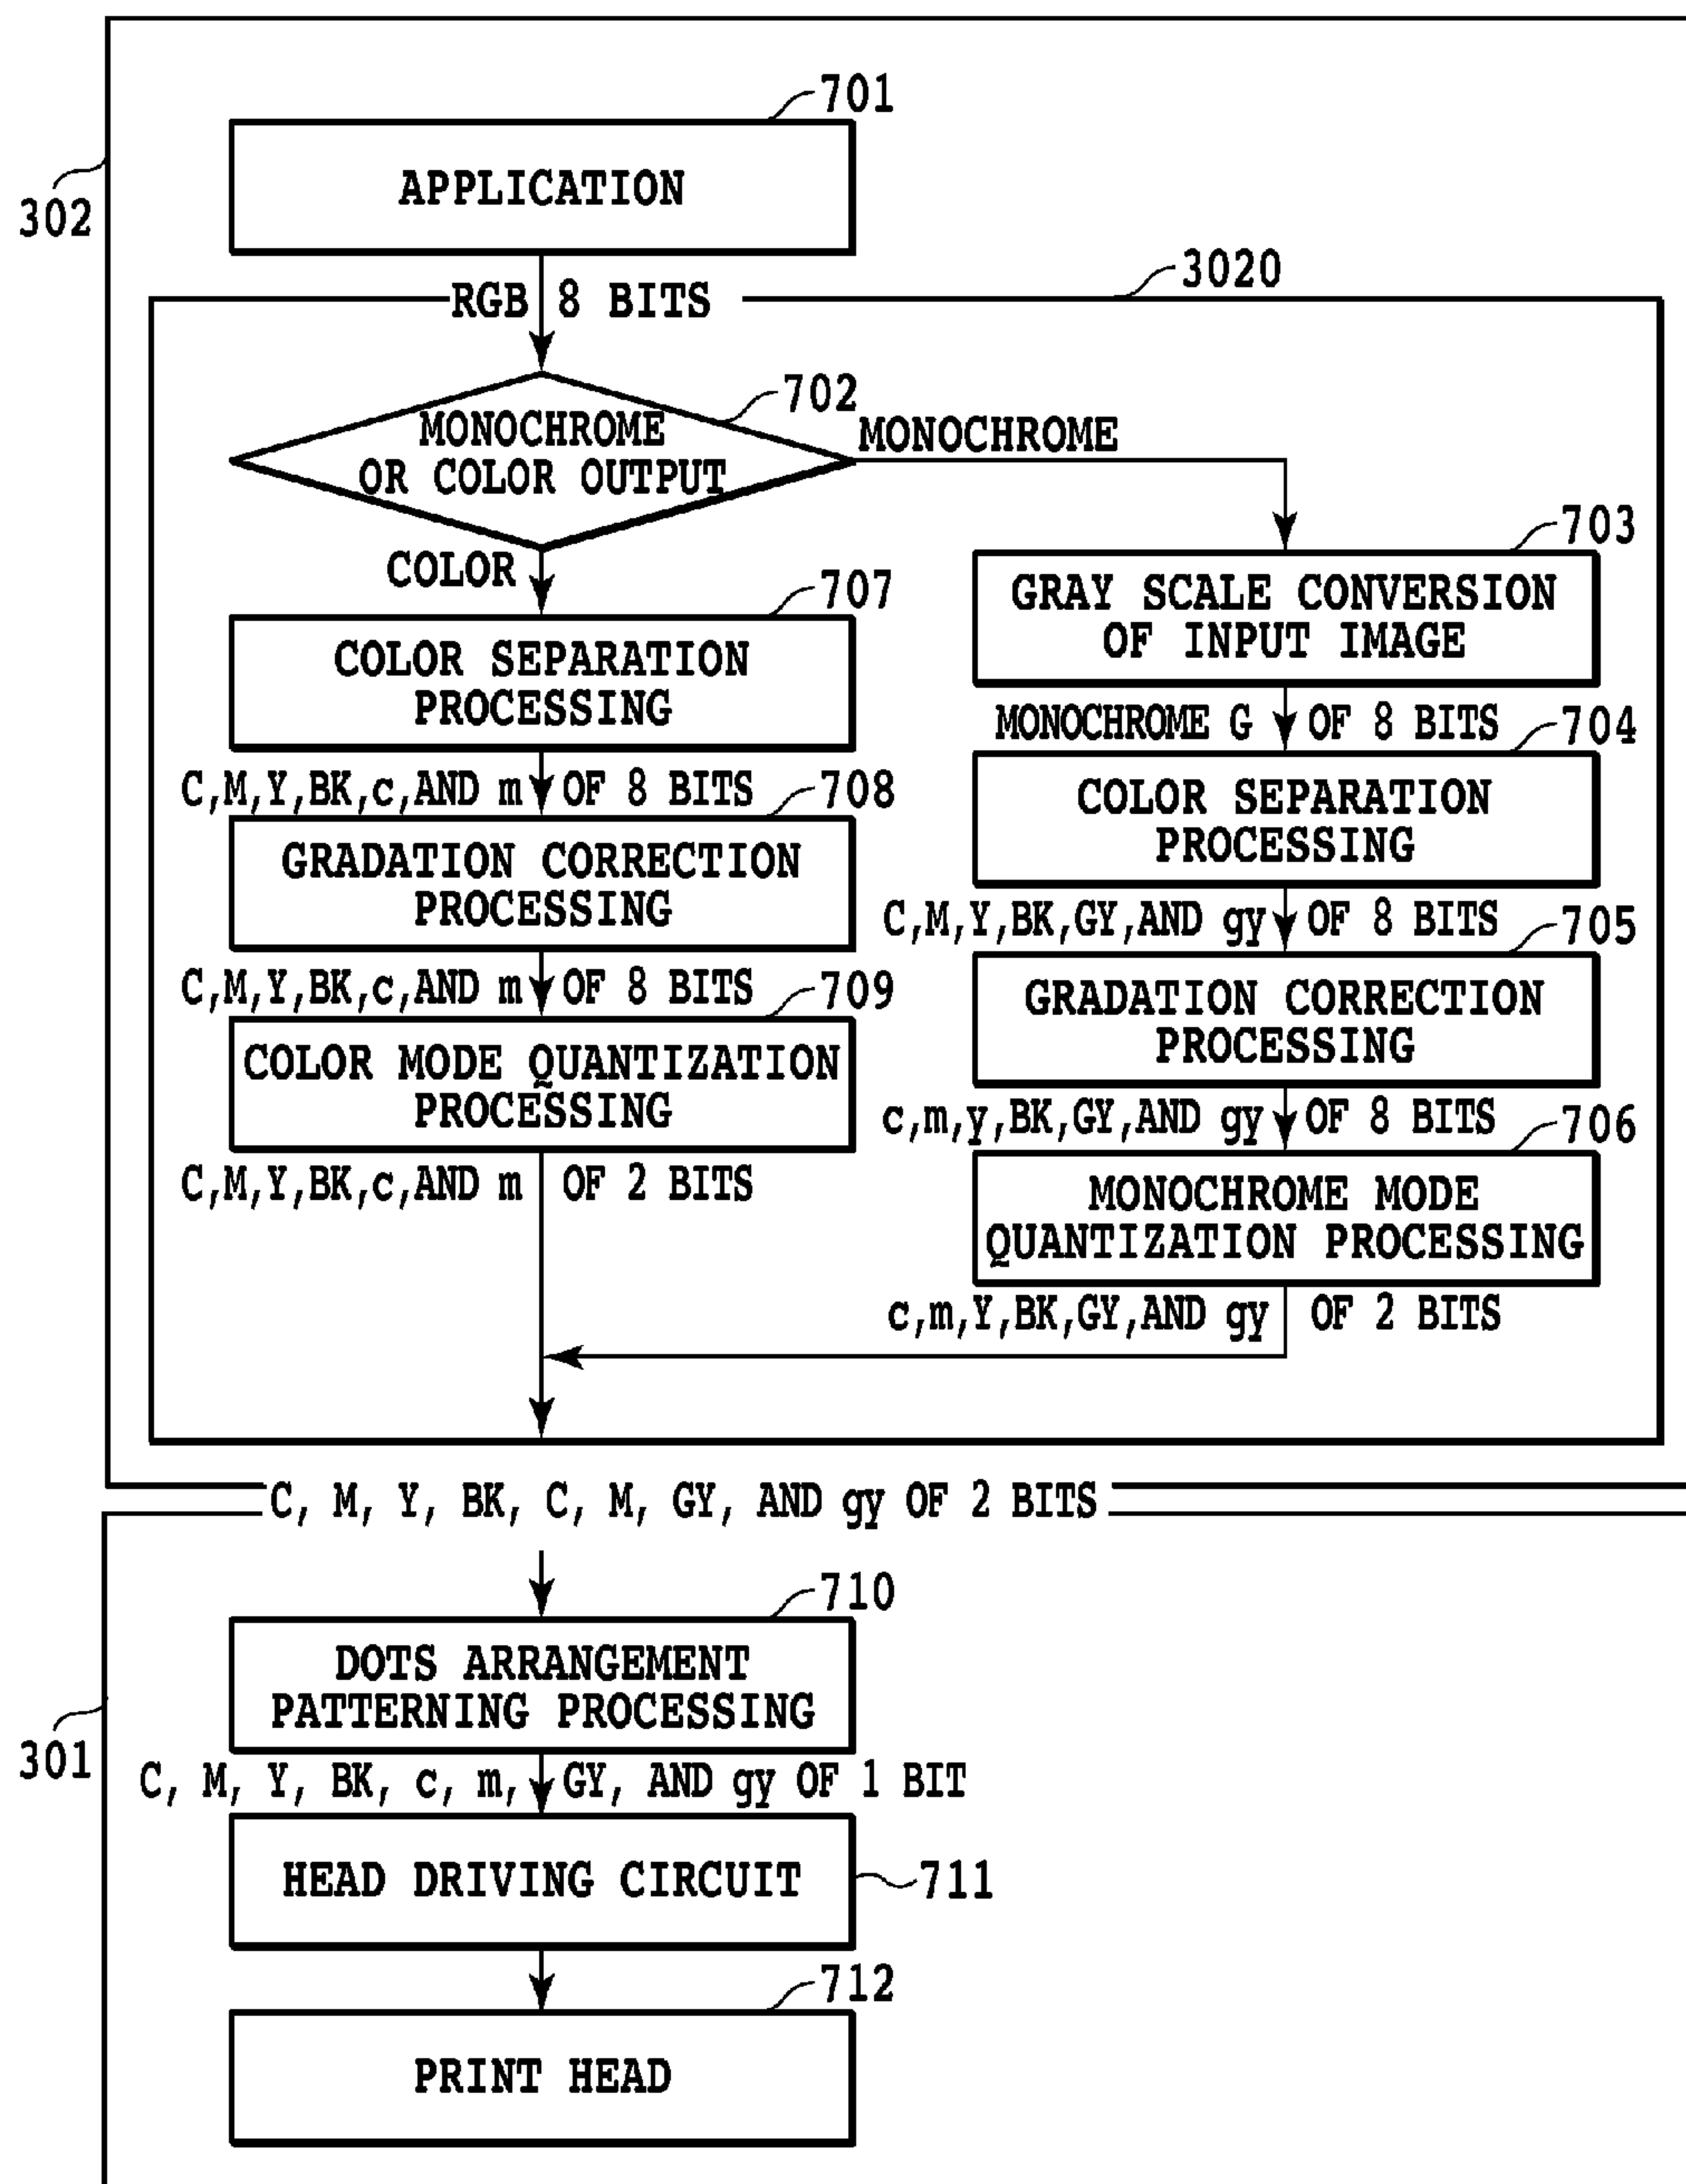 701
APPLICATION
302
3020
RGB 8 BITS
702
MONOCHROME
OR COLOR OUTPUT
MONOCHROME
COLOR
703
GRAY SCALE CONVERSION
OF INPUT IMAGE
707
COLOR SEPARATION
PROCESSING
MONOCHROME G OF 8 BITS
704
COLOR SEPARATION
PROCESSING
C,M,Y,BK,c,AND m OF 8 BITS
708
GRADATION CORRECTION
PROCESSING
C,M,Y,BK,GY,AND gy OF 8 BITS
705
GRADATION CORRECTION
PROCESSING
C,M,Y,BK,c,AND m OF 8 BITS
709
COLOR MODE QUANTIZATION
PROCESSING
c,m,y,BK,GY,AND gy OF 8 BITS
706
MONOCHROME MODE
QUANTIZATION PROCESSING
C,M,Y,BK,c,AND m OF 2 BITS
c,m,Y,BK,GY,AND gy OF 2 BITS
C, M, Y, BK, C, M, GY, AND gy OF 2 BITS
710
DOTS ARRANGEMENT
PATTERNING PROCESSING
301
C, M, Y, BK, c, m, GY, AND gy OF 1 BIT
HEAD DRIVING CIRCUIT
711
712
PRINT HEAD